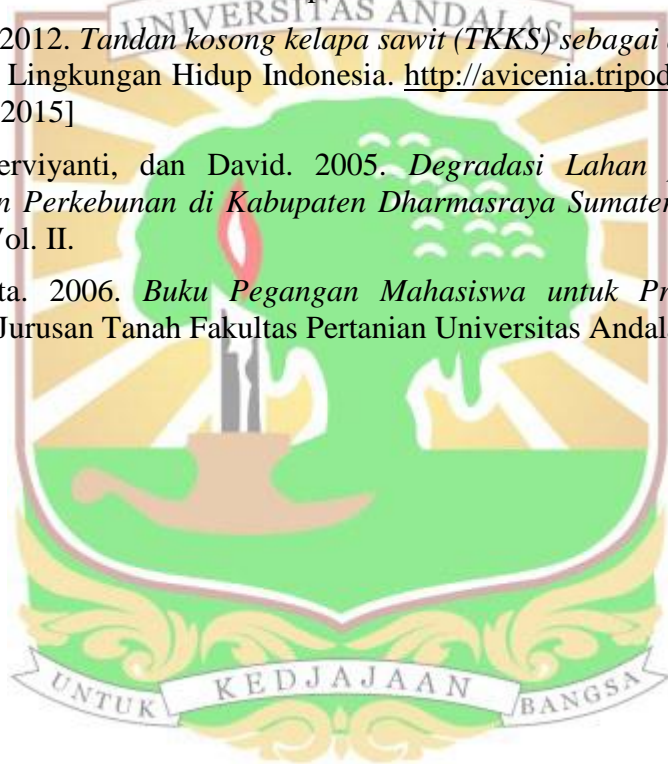 UNIVERSITAS ANDALAS
2012. Tandan kosong kelapa sawit (TKKS) sebagai
Lingkungan Hidup Indonesia. http://avicenia.tripod
2015]
erviyanti, dan David. 2005. Degradasi Lahan
n Perkebunan di Kabupaten Dharmasraya Sumater
Vol. II.
ta. 2006. Buku Pegangan Mahasiswa untuk Pr
Jurusan Tanah Fakultas Pertanian Universitas Andal
UNTUK KEDJAJAAN BANGSA